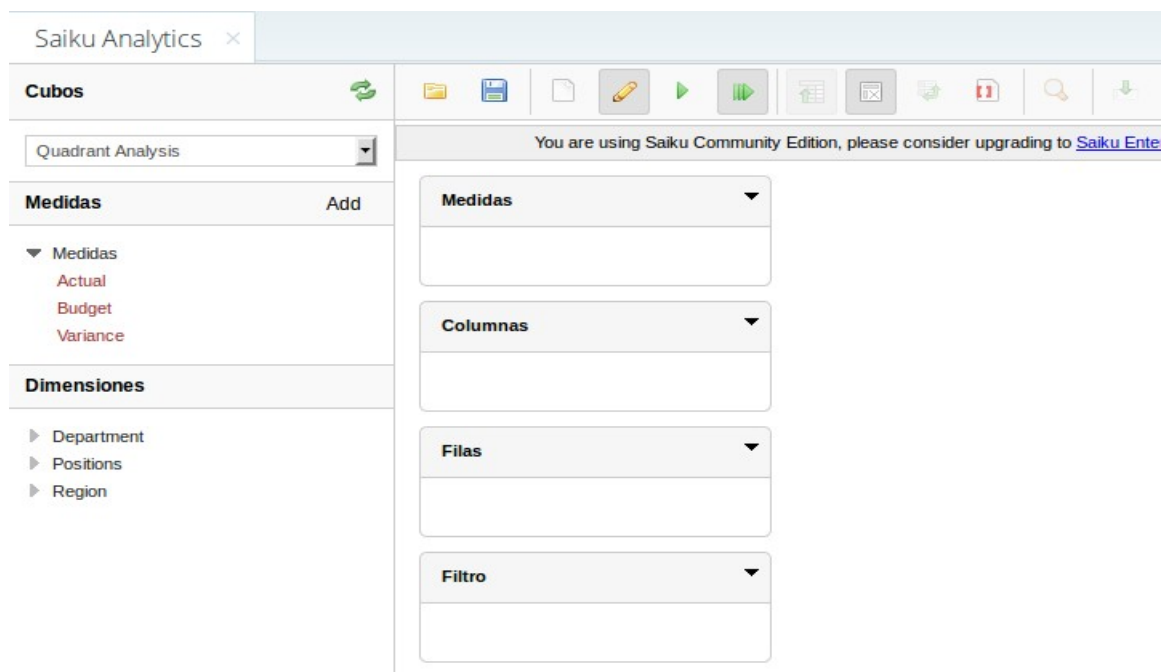 Saiku Analytics
Cubos
Quadrant Analysis
You are using Saiku Community Edition, please consider upgrading to Saiku Ente
Medidas Add
Medidas
Actual
Budget
Variance
Dimensiones
Department
Positions
Region
Medidas
Columnas
Filas
Filtro